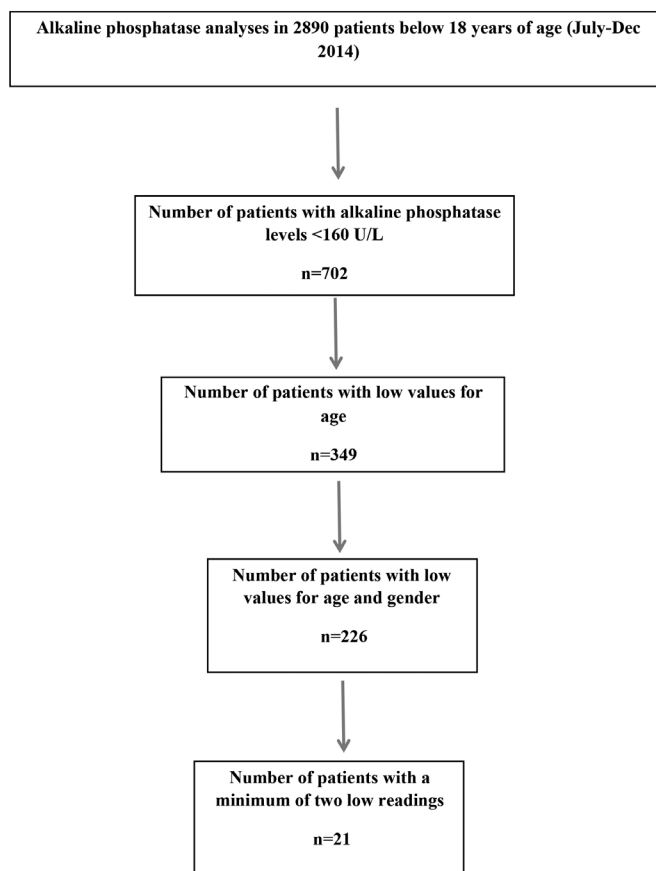 Alkaline phosphatase analyses in 2890 patients below 18 years of age (July-Dec
2014)
Number of patients with alkaline phosphatase
levels <160 U/L
n=702
Number of patients with low values for
age
n=349
Number of patients with low
values for age and gender
n=226
Number of patients with a
minimum of two low readings
n=21